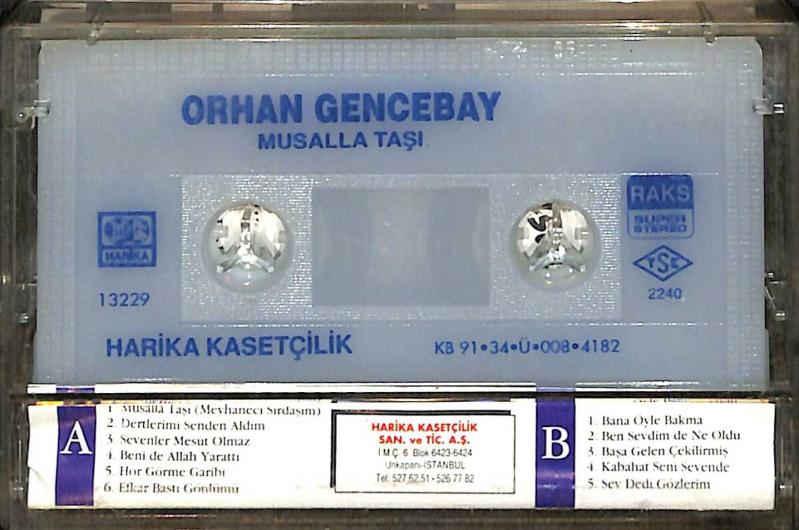 ORHAN GENCEBAY
MUSALLA TAŞI
RAKS
SUPER
STEREO
HARİKA
TSE
13229
2240
HARİKA KASETÇİLİK
KB 91•34•Ü•008•4182
A
1. Musalla Taşı (Meyhaneci Sırdaşım)
2. Dertlerimi Senden Aldım
3. Sevenler Mesut Olmaz
4. Beni de Allah Yarattı
5. Hor Görme Garibi
6. Efkar Bastı Gönlümü
HARİKA KASETÇİLİK
SAN. ve TİC. A.Ş.
İ.M.Ç. 6. Blok 6423-6424
Unkapanı-İSTANBUL
Tel: 527 62 51 - 526 77 82
B
1. Bana Öyle Bakma
2. Ben Sevdim de Ne Oldu
3. Başa Gelen Çekilirmiş
4. Kabahat Seni Sevende
5. Sev Dedi Gözlerim